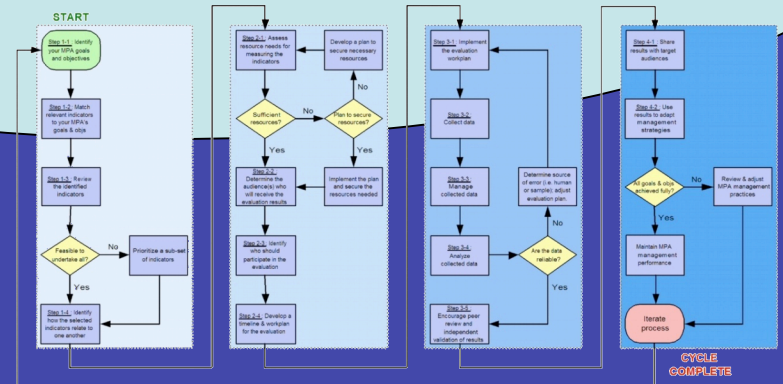 START
Step 1-1: Identify
your MPA goals
and objectives
Step 1-2: Match
relevant indicators
to your MPA's
goals & objs
Step 1-3: Review
the identified
indicators
Feasible to
undertake all?
No
Prioritize a sub-set
of indicators
Yes
Step 1-4: Identify
how the selected
indicators relate to
one another
Step 2-1: Assess
resource needs for
measuring the
indicators
Develop a plan to
secure necessary
resources
No
Sufficient
resources?
No
Plan to secure
resources?
Yes
Yes
Step 2-2:
Determine the
audience(s) who
will receive the
evaluation results
Implement the plan
and secure the
resources needed
Step 2-3: Identify
who should
participate in the
evaluation
Step 2-4: Develop a
timeline & workplan
for the evaluation
Step 3-1: Implement
the evaluation
workplan
Step 3-2:
Collect data
Step 3-3:
Manage
collected data
Determine source
of error (i.e. human
or sample); adjust
evaluation plan.
No
Step 3-4:
Analyze
collected data
Are the data
reliable?
Yes
Step 3-5:
Encourage peer
review and
independent
validation of results
Step 4-1: Share
results with target
audiences
Step 4-2: Use
results to adapt
management
strategies
All goals & objs
achieved fully?
No
Review & adjust
MPA management
practices
Yes
Maintain MPA
management
performance
Iterate
process
CYCLE
COMPLETE